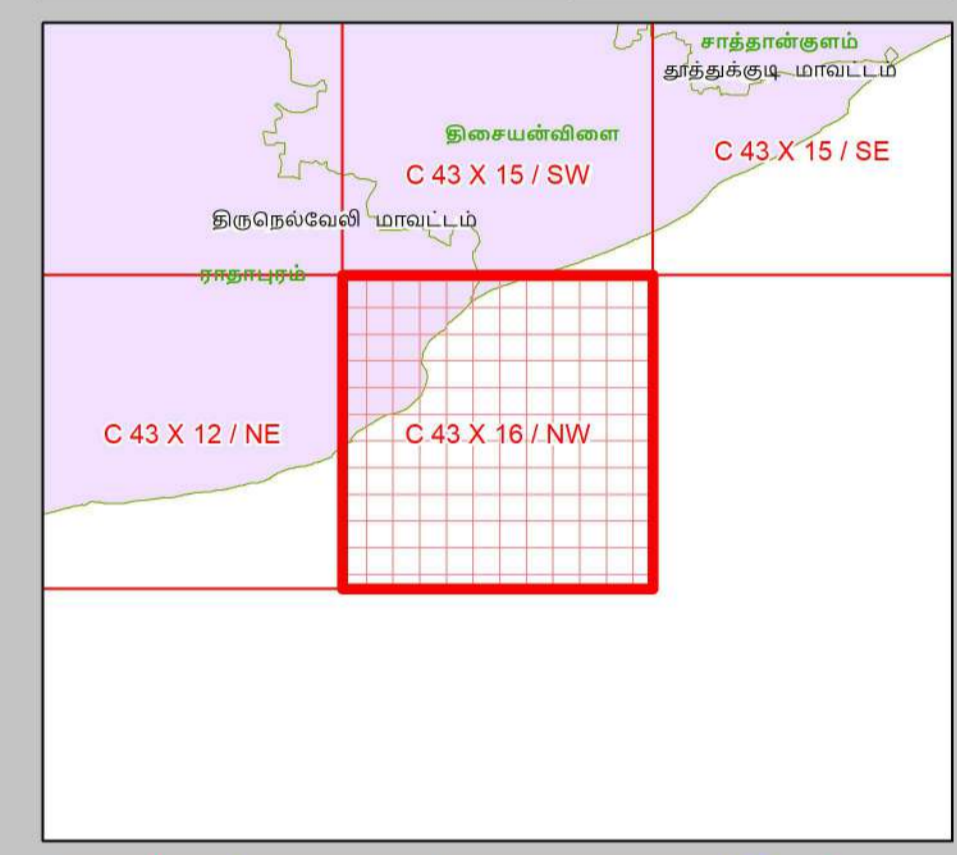 சாத்தான்குளம்
தூத்துக்குடி மாவட்டம்
திசையன்விளை
C 43 X 15 / SE
C 43 X 15 / SW
திருநெல்வேலி மாவட்டம்
ராதாபுரம்
C 43 X 12 / NE
C 43 X 16 / NW